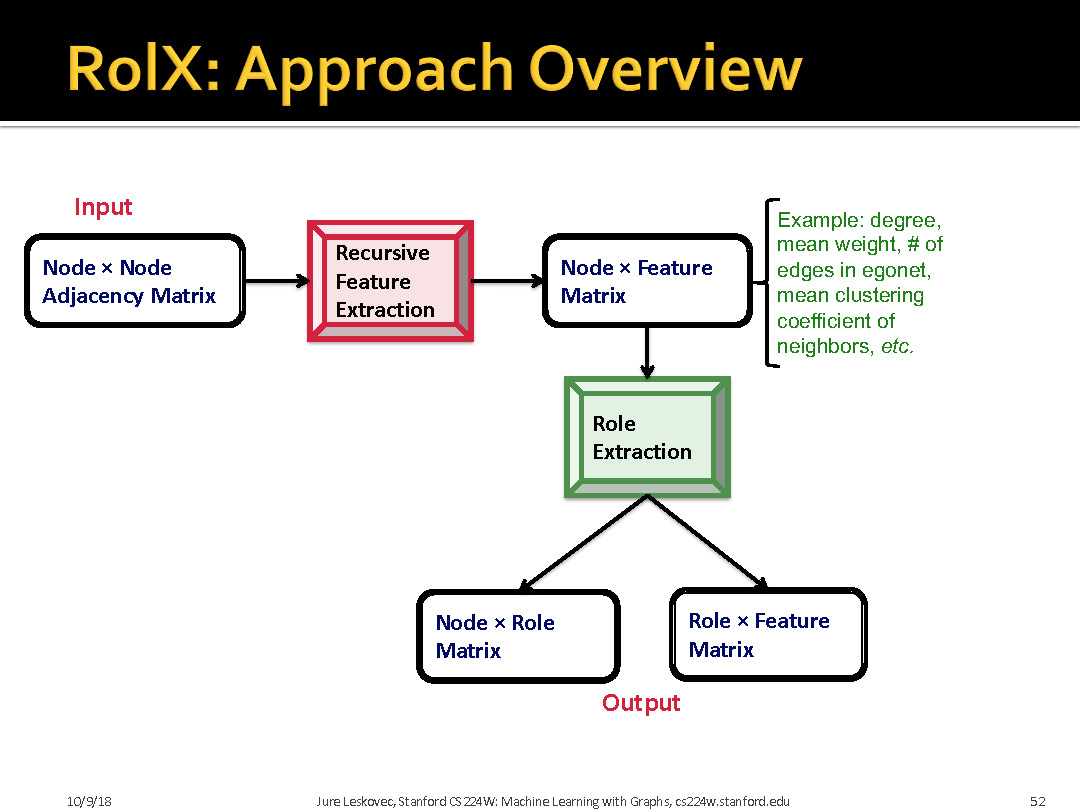 RolX: Approach Overview
Input
Node × Node
Adjacency Matrix
Recursive
Feature
Extraction
Node × Feature
Matrix
Example: degree,
mean weight, # of
edges in egonet,
mean clustering
coefficient of
neighbors, etc.
Role
Extraction
Node × Role
Matrix
Role × Feature
Matrix
Output
10/9/18
Jure Leskovec, Stanford CS224W: Machine Learning with Graphs, cs224w.stanford.edu
52